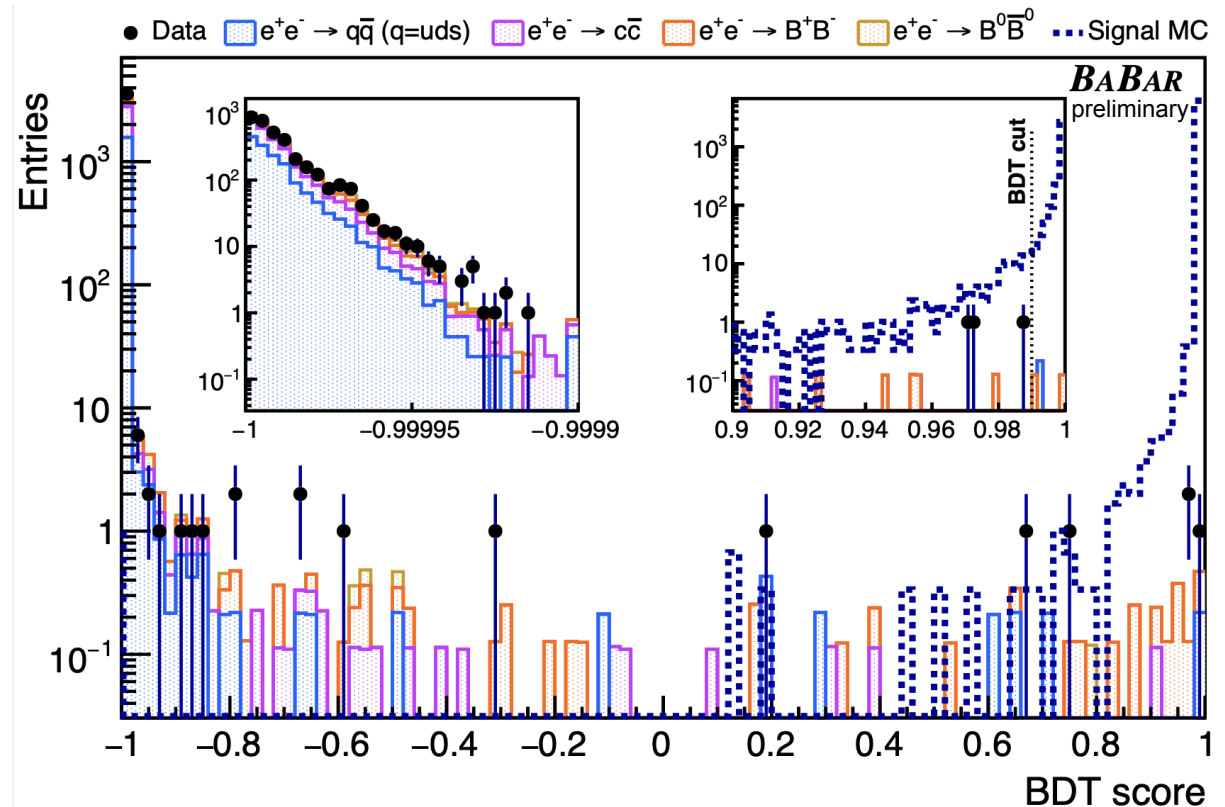 Data e⁺e⁻ → qq̅ (q=uds) e⁺e⁻ → cc̅ e⁺e⁻ → B⁺B⁻ e⁺e⁻ → B⁰B̅⁰ Signal MC
BABAR
preliminary
Entries
10³
10²
10
1
10⁻¹
10³
10²
10
1
10⁻¹
−1 −0.99995 −0.9999
10³
10²
10
1
10⁻¹
BDT cut
0.9 0.92 0.94 0.96 0.98 1
−1 −0.8 −0.6 −0.4 −0.2 0 0.2 0.4 0.6 0.8 1
BDT score